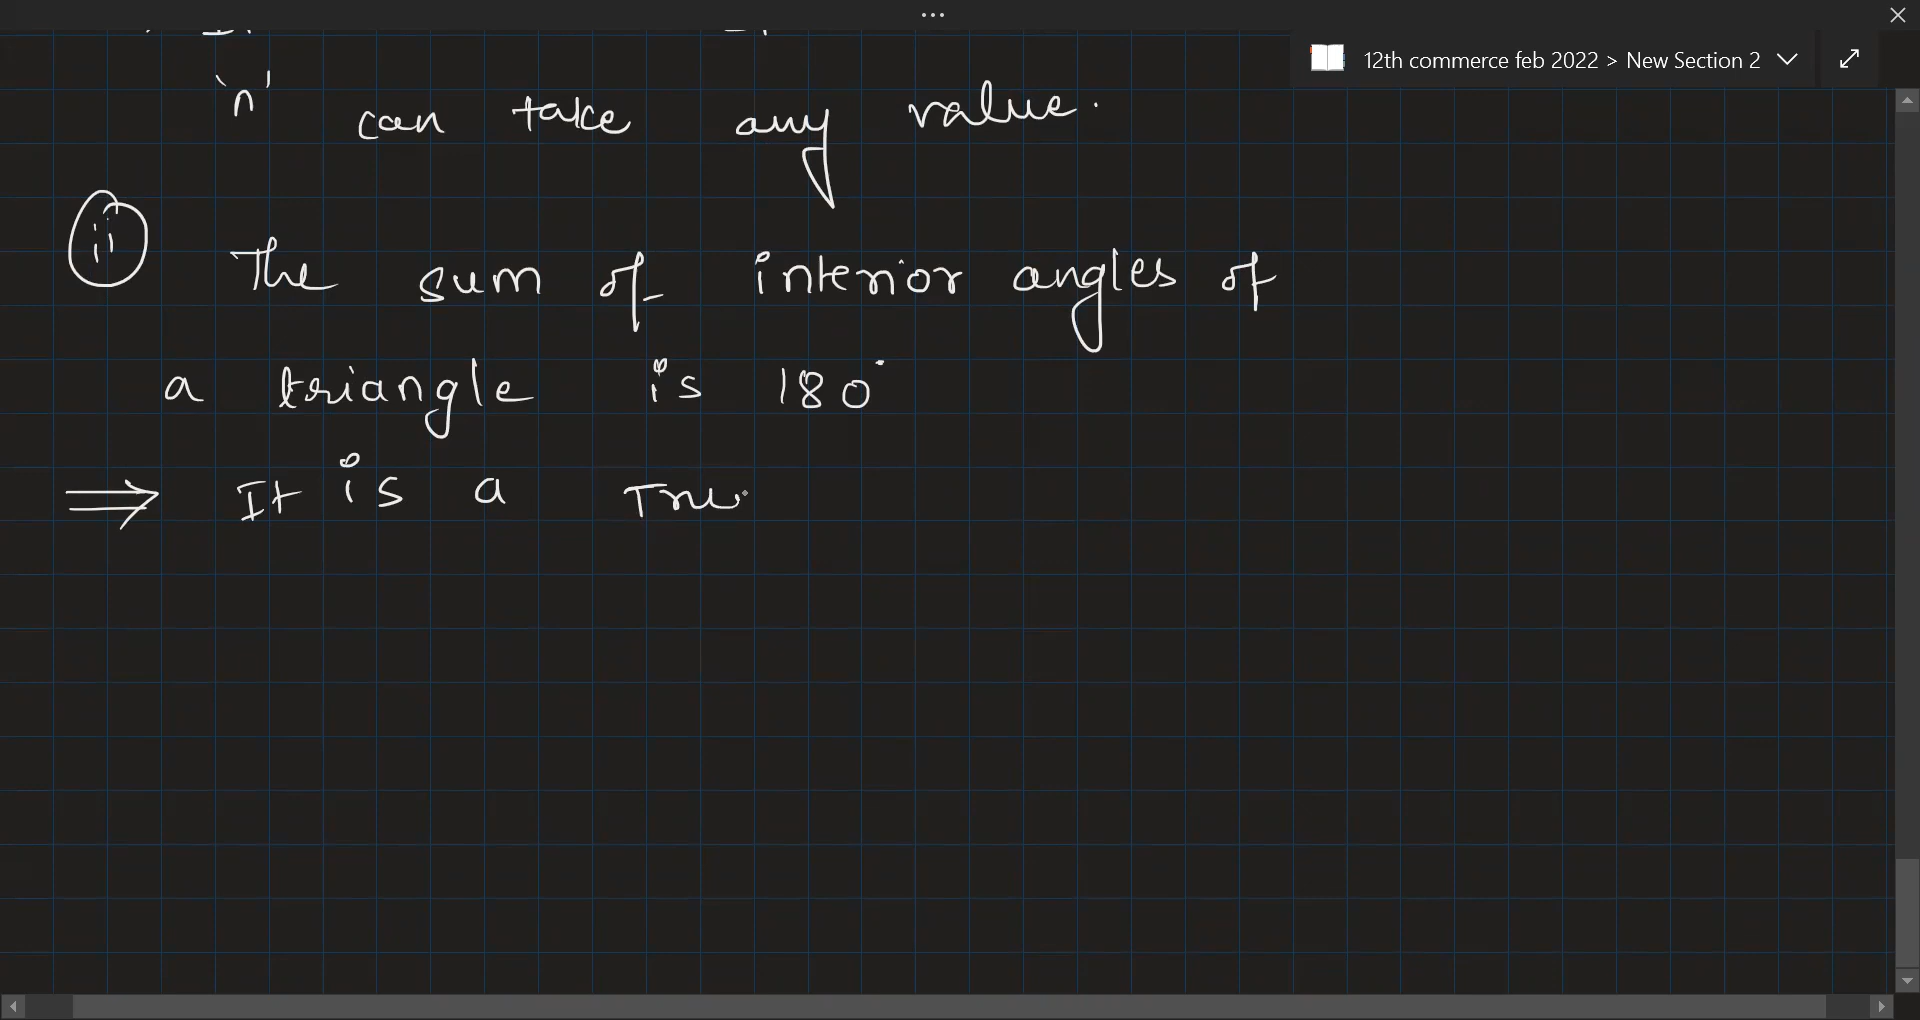 12th commerce feb 2022 > New Section 2
'n' can take any value.
ii The sum of interior angles of
a triangle is 180°
⇒ It is a Tru